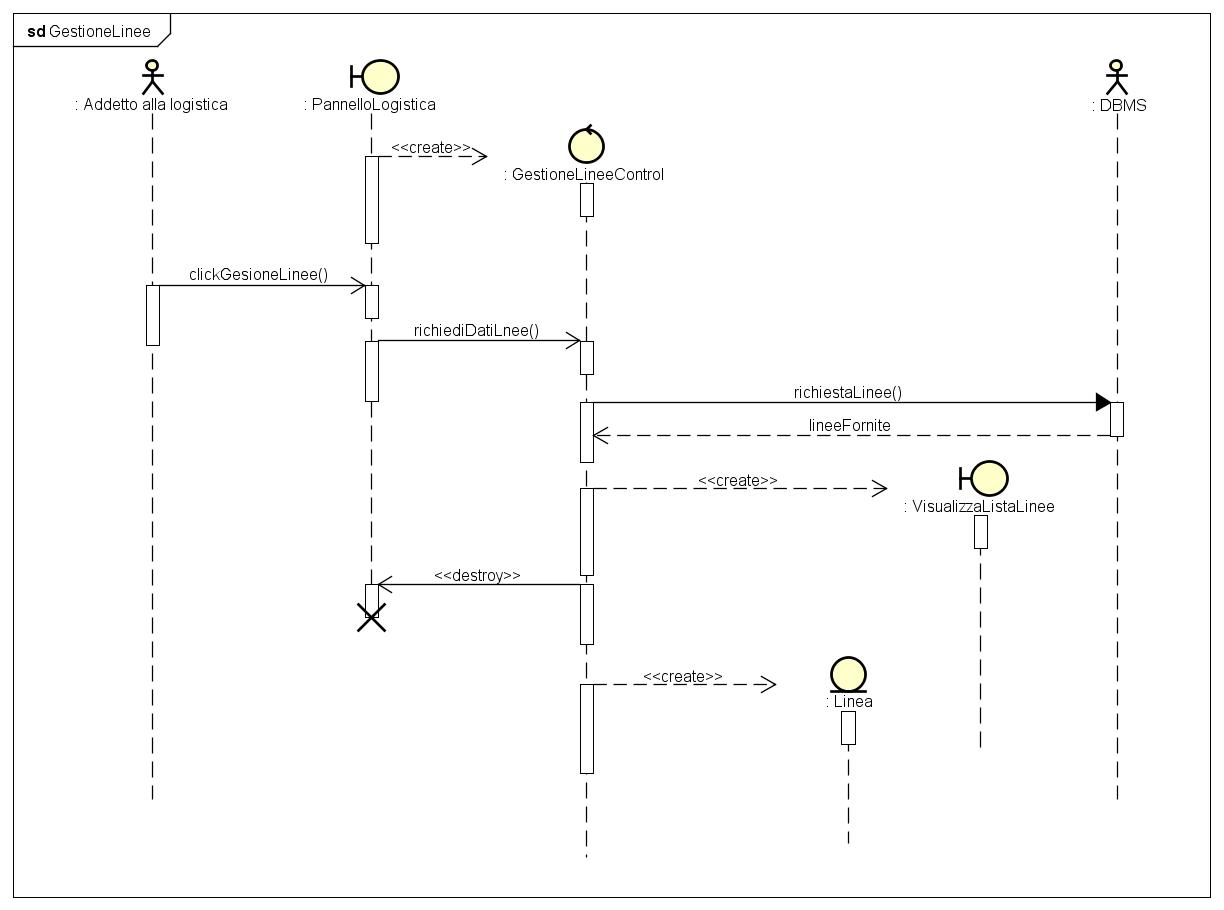 sd GestioneLinee
: Addetto alla logistica
: PannelloLogistica
: DBMS
<<create>>
: GestioneLineeControl
clickGesioneLinee()
richiediDatiLnee()
richiestaLinee()
lineeFornite
<<create>>
: VisualizzaListaLinee
<<destroy>>
<<create>>
: Linea